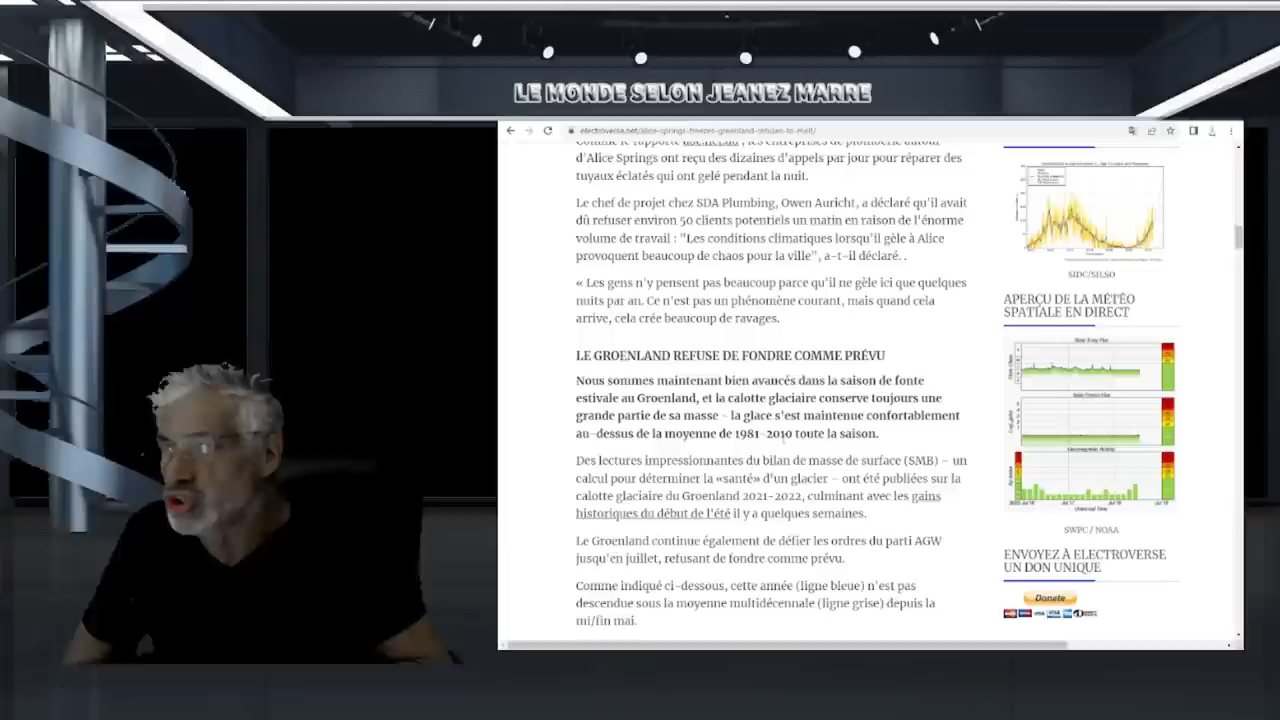 LE MONDE SELON JEANEZ MARRE
electroverse.net/alice-springs-freezes-greenland-refuses-to-melt/
d'Alice Springs ont reçu des dizaines d'appels par jour pour réparer des
tuyaux éclatés qui ont gelé pendant la nuit.
Le chef de projet chez SDA Plumbing, Owen Auricht, a déclaré qu'il avait
dû refuser environ 50 clients potentiels un matin en raison de l'énorme
volume de travail : "Les conditions climatiques lorsqu'il gèle à Alice
provoquent beaucoup de chaos pour la ville", a-t-il déclaré. .
« Les gens n'y pensent pas beaucoup parce qu'il ne gèle ici que quelques
nuits par an. Ce n'est pas un phénomène courant, mais quand cela
arrive, cela crée beaucoup de ravages.
LE GROENLAND REFUSE DE FONDRE COMME PRÉVU
Nous sommes maintenant bien avancés dans la saison de fonte
estivale au Groenland, et la calotte glaciaire conserve toujours une
grande partie de sa masse - la glace s'est maintenue confortablement
au-dessus de la moyenne de 1981-2010 toute la saison.
Des lectures impressionnantes du bilan de masse de surface (SMB) – un
calcul pour déterminer la «santé» d'un glacier – ont été publiées sur la
calotte glaciaire du Groenland 2021-2022, culminant avec les gains
historiques du début de l'été il y a quelques semaines.
Le Groenland continue également de défier les ordres du parti AGW
jusqu'en juillet, refusant de fondre comme prévu.
Comme indiqué ci-dessous, cette année (ligne bleue) n'est pas
descendue sous la moyenne multidécennale (ligne grise) depuis la
mi/fin mai.
SIDC/SILSO
APERÇU DE LA MÉTÉO
SPATIALE EN DIRECT
SWPC / NOAA
ENVOYEZ À ELECTROVERSE
UN DON UNIQUE
Donate